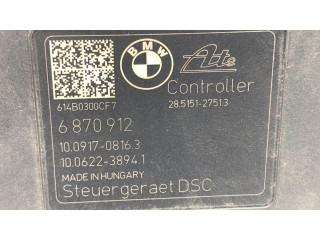 BMW
Ate
Controller
614B0300CF7
28.5151-2751.3
6 870 912
10.0917-0816.3
10.0622-3894.1
MADE IN HUNGARY
Steuergeraet DSC